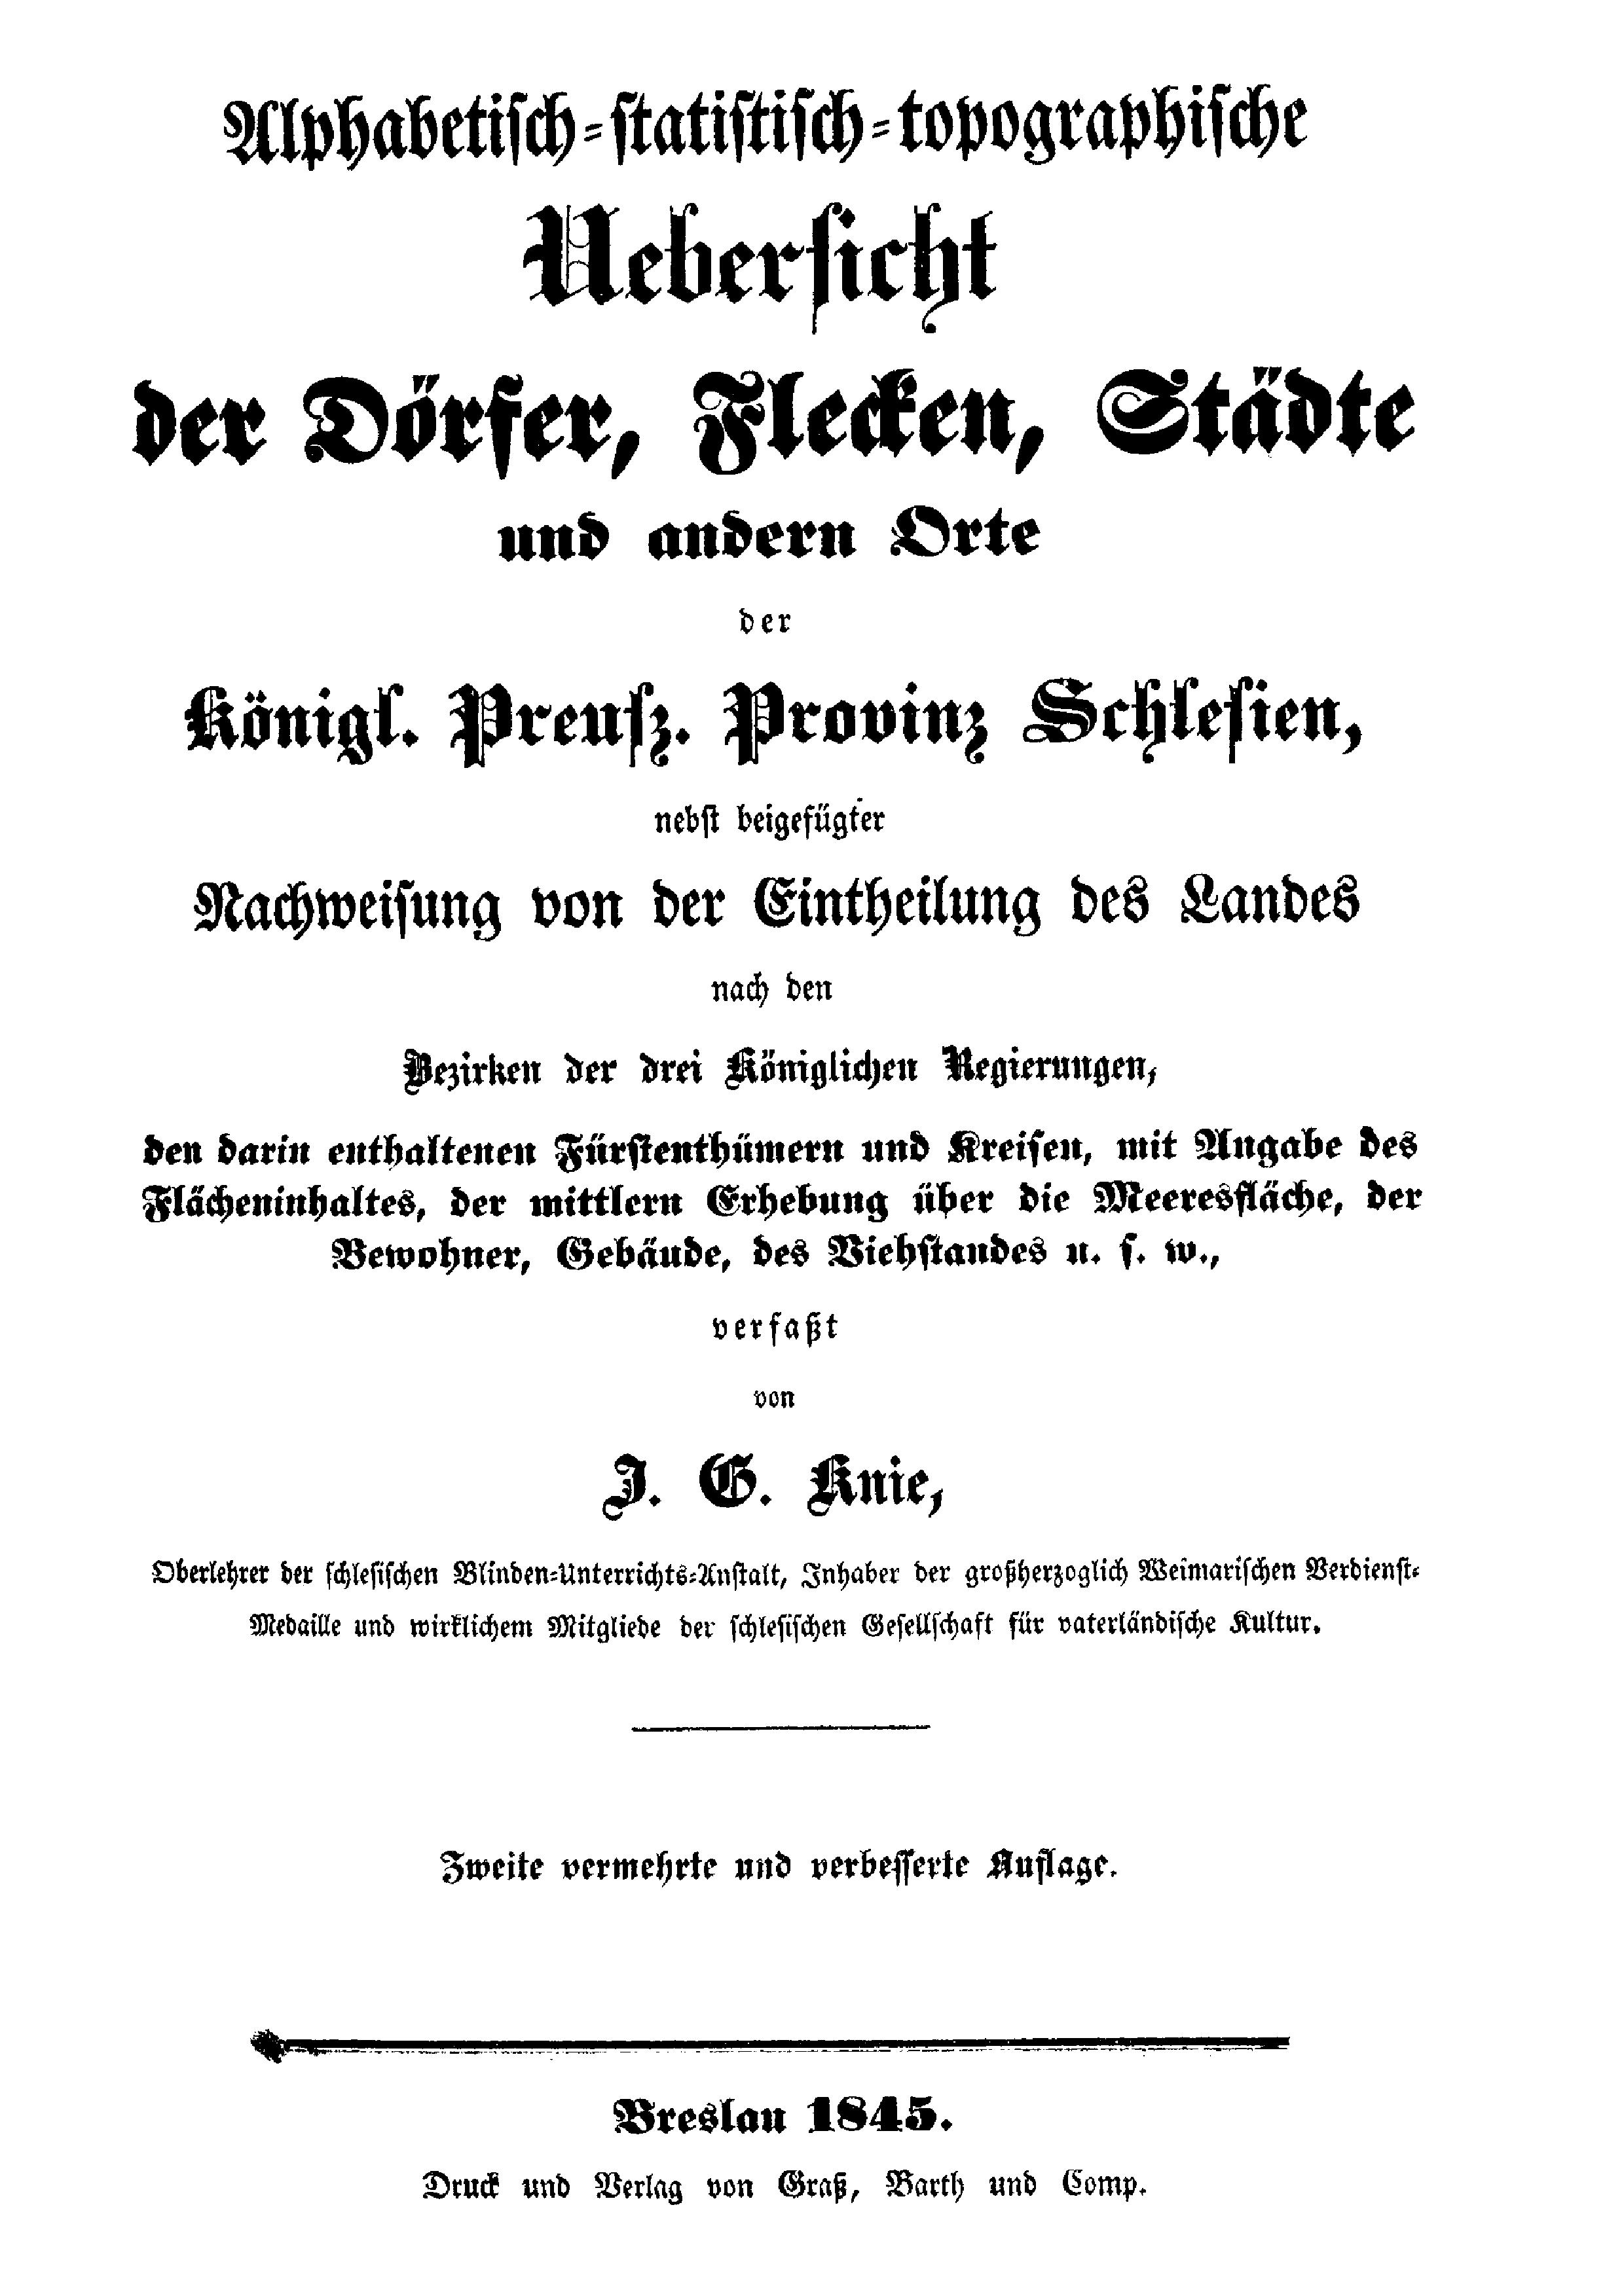 Alphabetisch-statistisch-topographische
Uebersicht
der Dörfer, Flecken, Städte
und andern Orte
der
Königl. Preusz. Provinz Schlesien,
nebst beigefügter
Nachweisung von der Eintheilung des Landes
nach den
Bezirken der drei Königlichen Regierungen,
den darin enthaltenen Fürstenthümern und Kreisen, mit Angabe des
Flächeninhaltes, der mittlern Erhebung über die Meeresfläche, der
Bewohner, Gebäude, des Viehstandes u. s. w.,
verfaßt
von
J. G. Knie,
Oberlehrer der schlesischen Blinden-Unterrichts-Anstalt, Inhaber der großherzoglich Weimarischen Verdienst-
Medaille und wirklichem Mitgliede der schlesischen Gesellschaft für vaterländische Kultur.
Zweite vermehrte und verbesserte Auflage.
Breslau 1845.
Druck und Verlag von Graß, Barth und Comp.